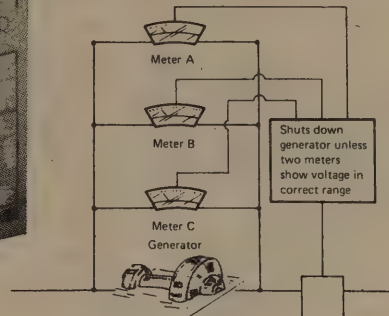 Meter A
Meter B
Shuts down
generator unless
two meters
show voltage in
correct range
Meter C
Generator